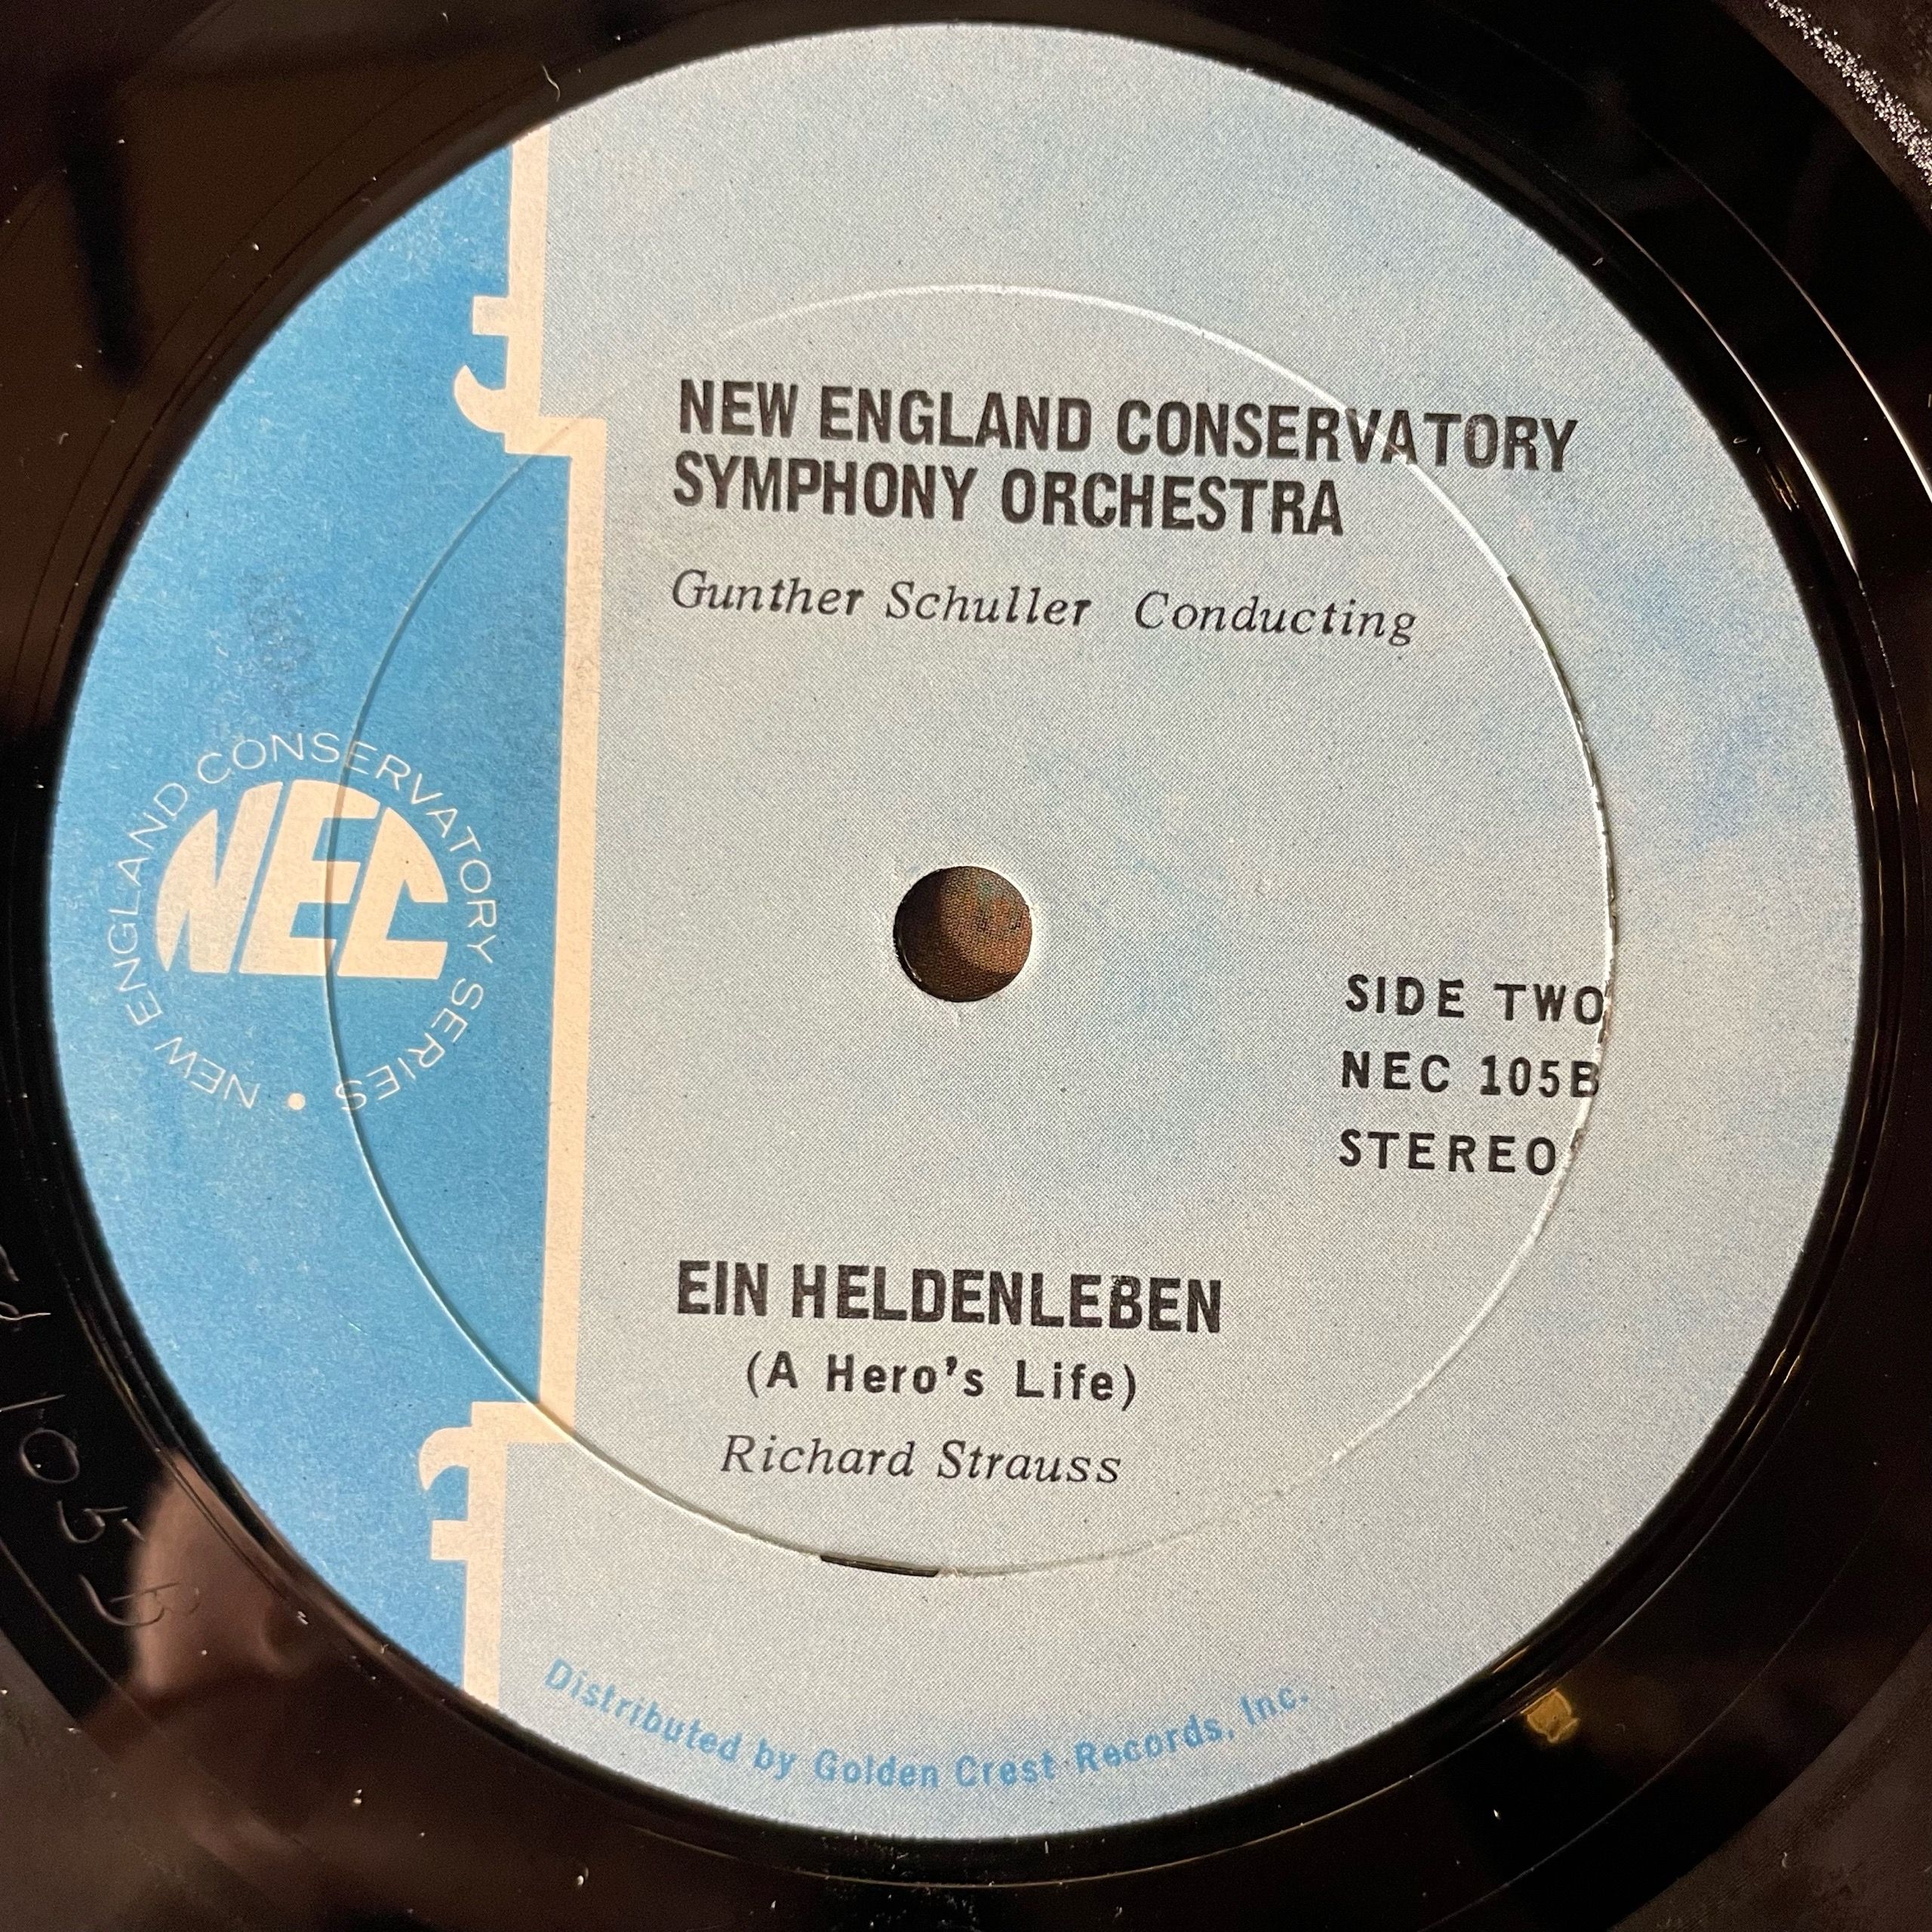 NEW ENGLAND CONSERVATORY
SYMPHONY ORCHESTRA
Gunther Schuller Conducting
NEW ENGLAND CONSERVATORY SERIES •
NEC
SIDE TWO
NEC 105B
STEREO
EIN HELDENLEBEN
(A Hero's Life)
Richard Strauss
Distributed by Golden Crest Records, Inc.